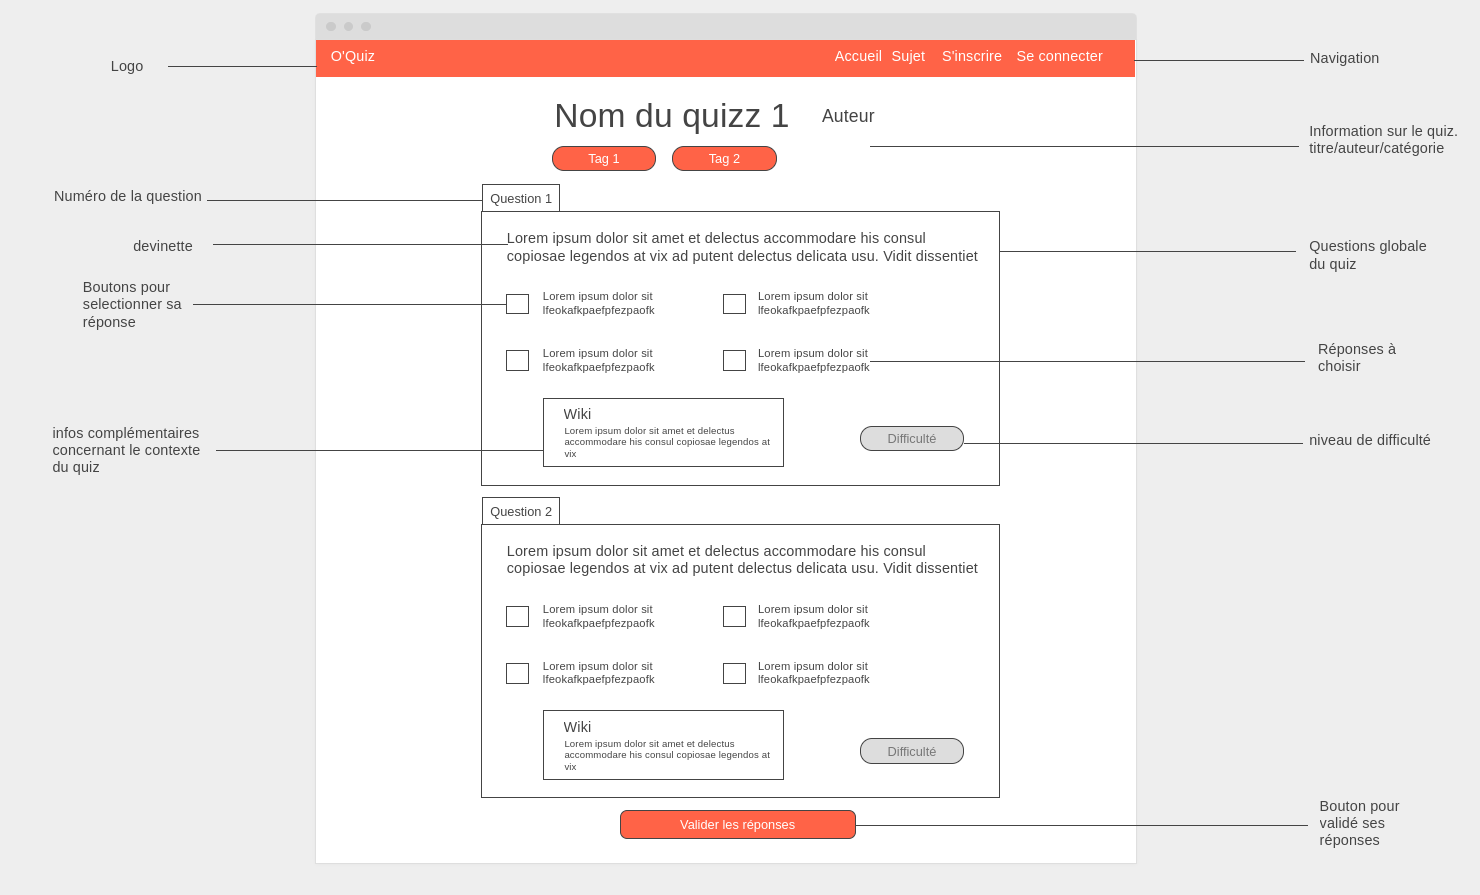 O'Quiz
Accueil Sujet S'inscrire Se connecter
Logo
Navigation
Nom du quizz 1 Auteur
Information sur le quiz.
titre/auteur/catégorie
Tag 1 Tag 2
Numéro de la question
Question 1
devinette
Lorem ipsum dolor sit amet et delectus accommodare his consul
copiosae legendos at vix ad putent delectus delicata usu. Vidit dissentiet
Questions globale
du quiz
Boutons pour
selectionner sa
réponse
Lorem ipsum dolor sit
lfeokafkpaefpfezpaofk
Lorem ipsum dolor sit
lfeokafkpaefpfezpaofk
Lorem ipsum dolor sit
lfeokafkpaefpfezpaofk
Lorem ipsum dolor sit
lfeokafkpaefpfezpaofk
Réponses à
choisir
infos complémentaires
concernant le contexte
du quiz
Wiki
Lorem ipsum dolor sit amet et delectus
accommodare his consul copiosae legendos at
vix
Difficulté
niveau de difficulté
Question 2
Lorem ipsum dolor sit amet et delectus accommodare his consul
copiosae legendos at vix ad putent delectus delicata usu. Vidit dissentiet
Lorem ipsum dolor sit
lfeokafkpaefpfezpaofk
Lorem ipsum dolor sit
lfeokafkpaefpfezpaofk
Lorem ipsum dolor sit
lfeokafkpaefpfezpaofk
Lorem ipsum dolor sit
lfeokafkpaefpfezpaofk
Wiki
Lorem ipsum dolor sit amet et delectus
accommodare his consul copiosae legendos at
vix
Difficulté
Valider les réponses
Bouton pour
validé ses
réponses